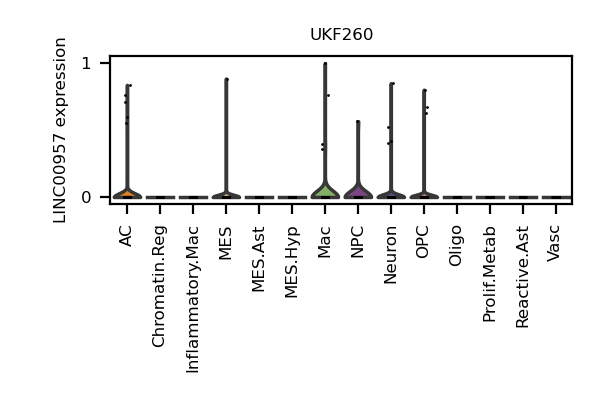 UKF260
LINC00957 expression
1
0
AC
Chromatin.Reg
Inflammatory.Mac
MES
MES.Ast
MES.Hyp
Mac
NPC
Neuron
OPC
Oligo
Prolif.Metab
Reactive.Ast
Vasc